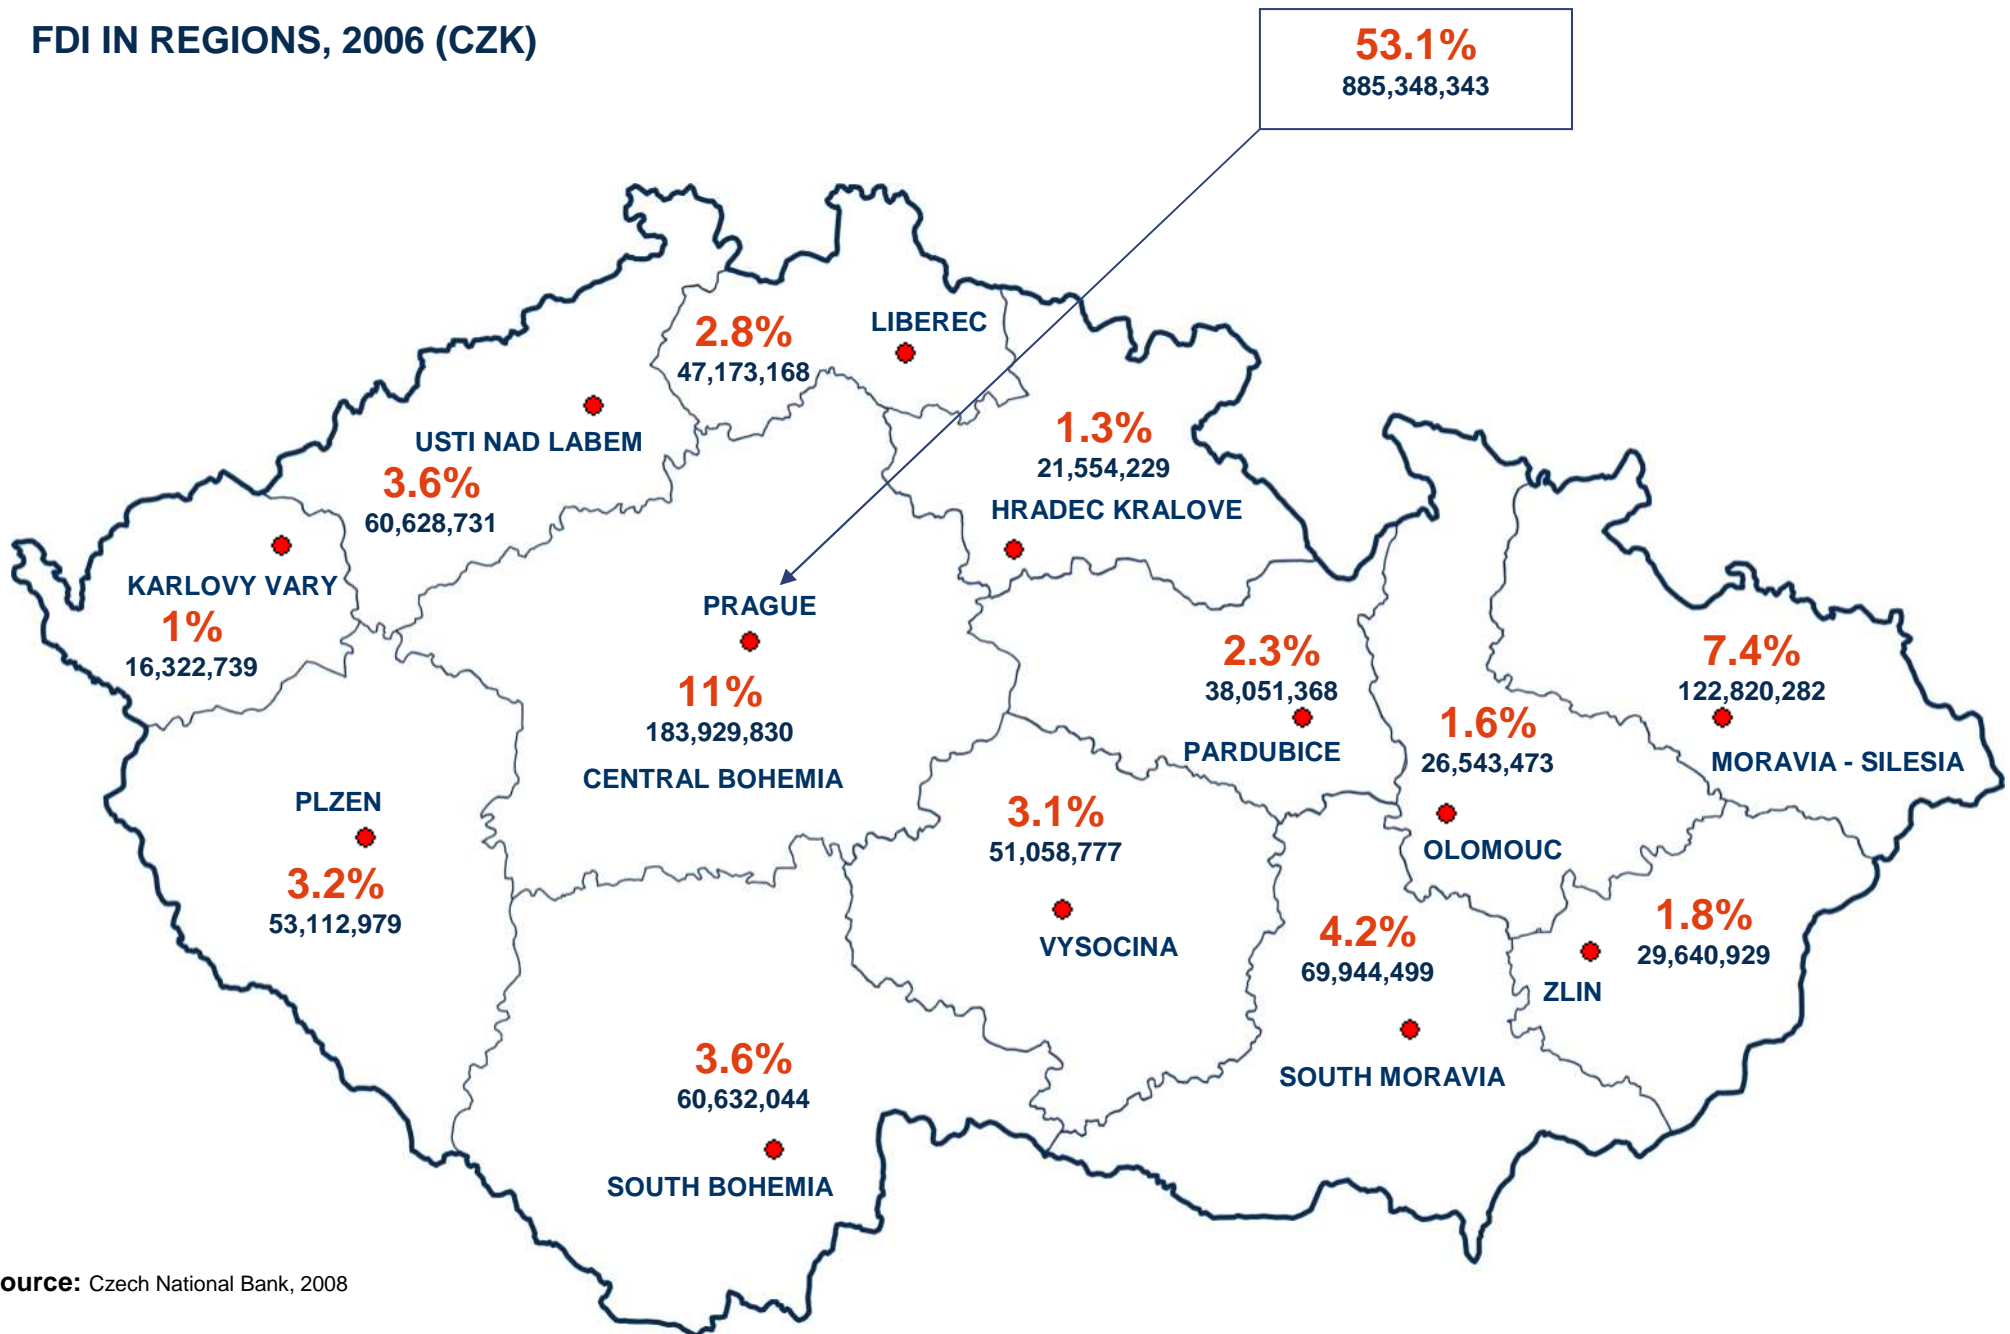 FDI IN REGIONS, 2006 (CZK)
53.1%
885,348,343
2.8%
47,173,168
LIBEREC
USTI NAD LABEM
3.6%
60,628,731
1.3%
21,554,229
HRADEC KRALOVE
KARLOVY VARY
1%
16,322,739
PRAGUE
11%
183,929,830
CENTRAL BOHEMIA
2.3%
38,051,368
PARDUBICE
7.4%
122,820,282
MORAVIA - SILESIA
1.6%
26,543,473
OLOMOUC
PLZEN
3.2%
53,112,979
3.1%
51,058,777
VYSOCINA
4.2%
69,944,499
SOUTH MORAVIA
1.8%
29,640,929
ZLIN
3.6%
60,632,044
SOUTH BOHEMIA
ource: Czech National Bank, 2008